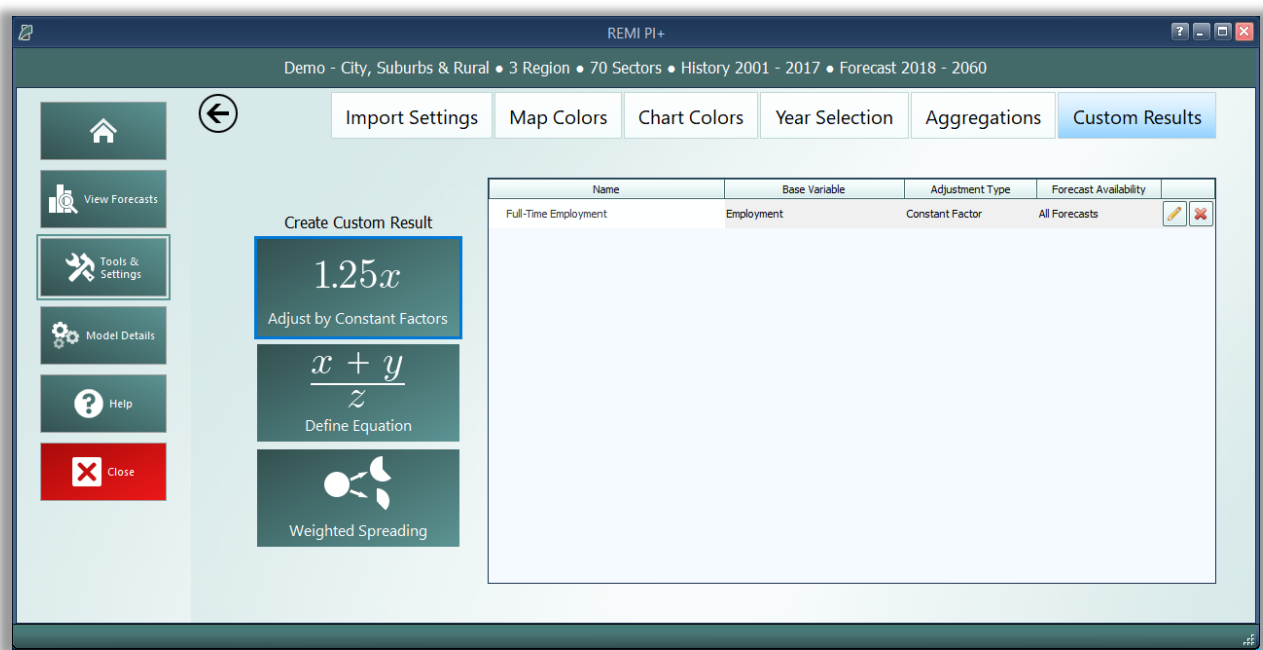 REMI PI+
Demo - City, Suburbs & Rural ● 3 Region ● 70 Sectors ● History 2001 - 2017 ● Forecast 2018 - 2060
Import Settings Map Colors Chart Colors Year Selection Aggregations Custom Results
View Forecasts
Tools &
Settings
Model Details
Help
Close
Create Custom Result
1.25x
Adjust by Constant Factors
x + y
z
Define Equation
Weighted Spreading
Name Base Variable Adjustment Type Forecast Availability
Full-Time Employment Employment Constant Factor All Forecasts